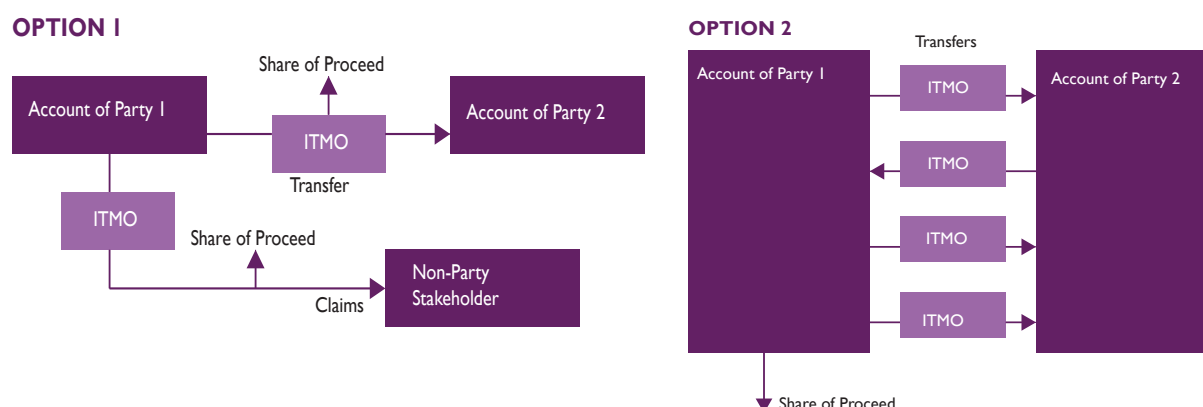 OPTION 1
Share of Proceed
Account of Party 1
ITMO
Account of Party 2
Transfer
ITMO
Share of Proceed
Non-Party
Stakeholder
Claims
OPTION 2
Transfers
Account of Party 1
ITMO
Account of Party 2
ITMO
ITMO
ITMO
Share of Proceed